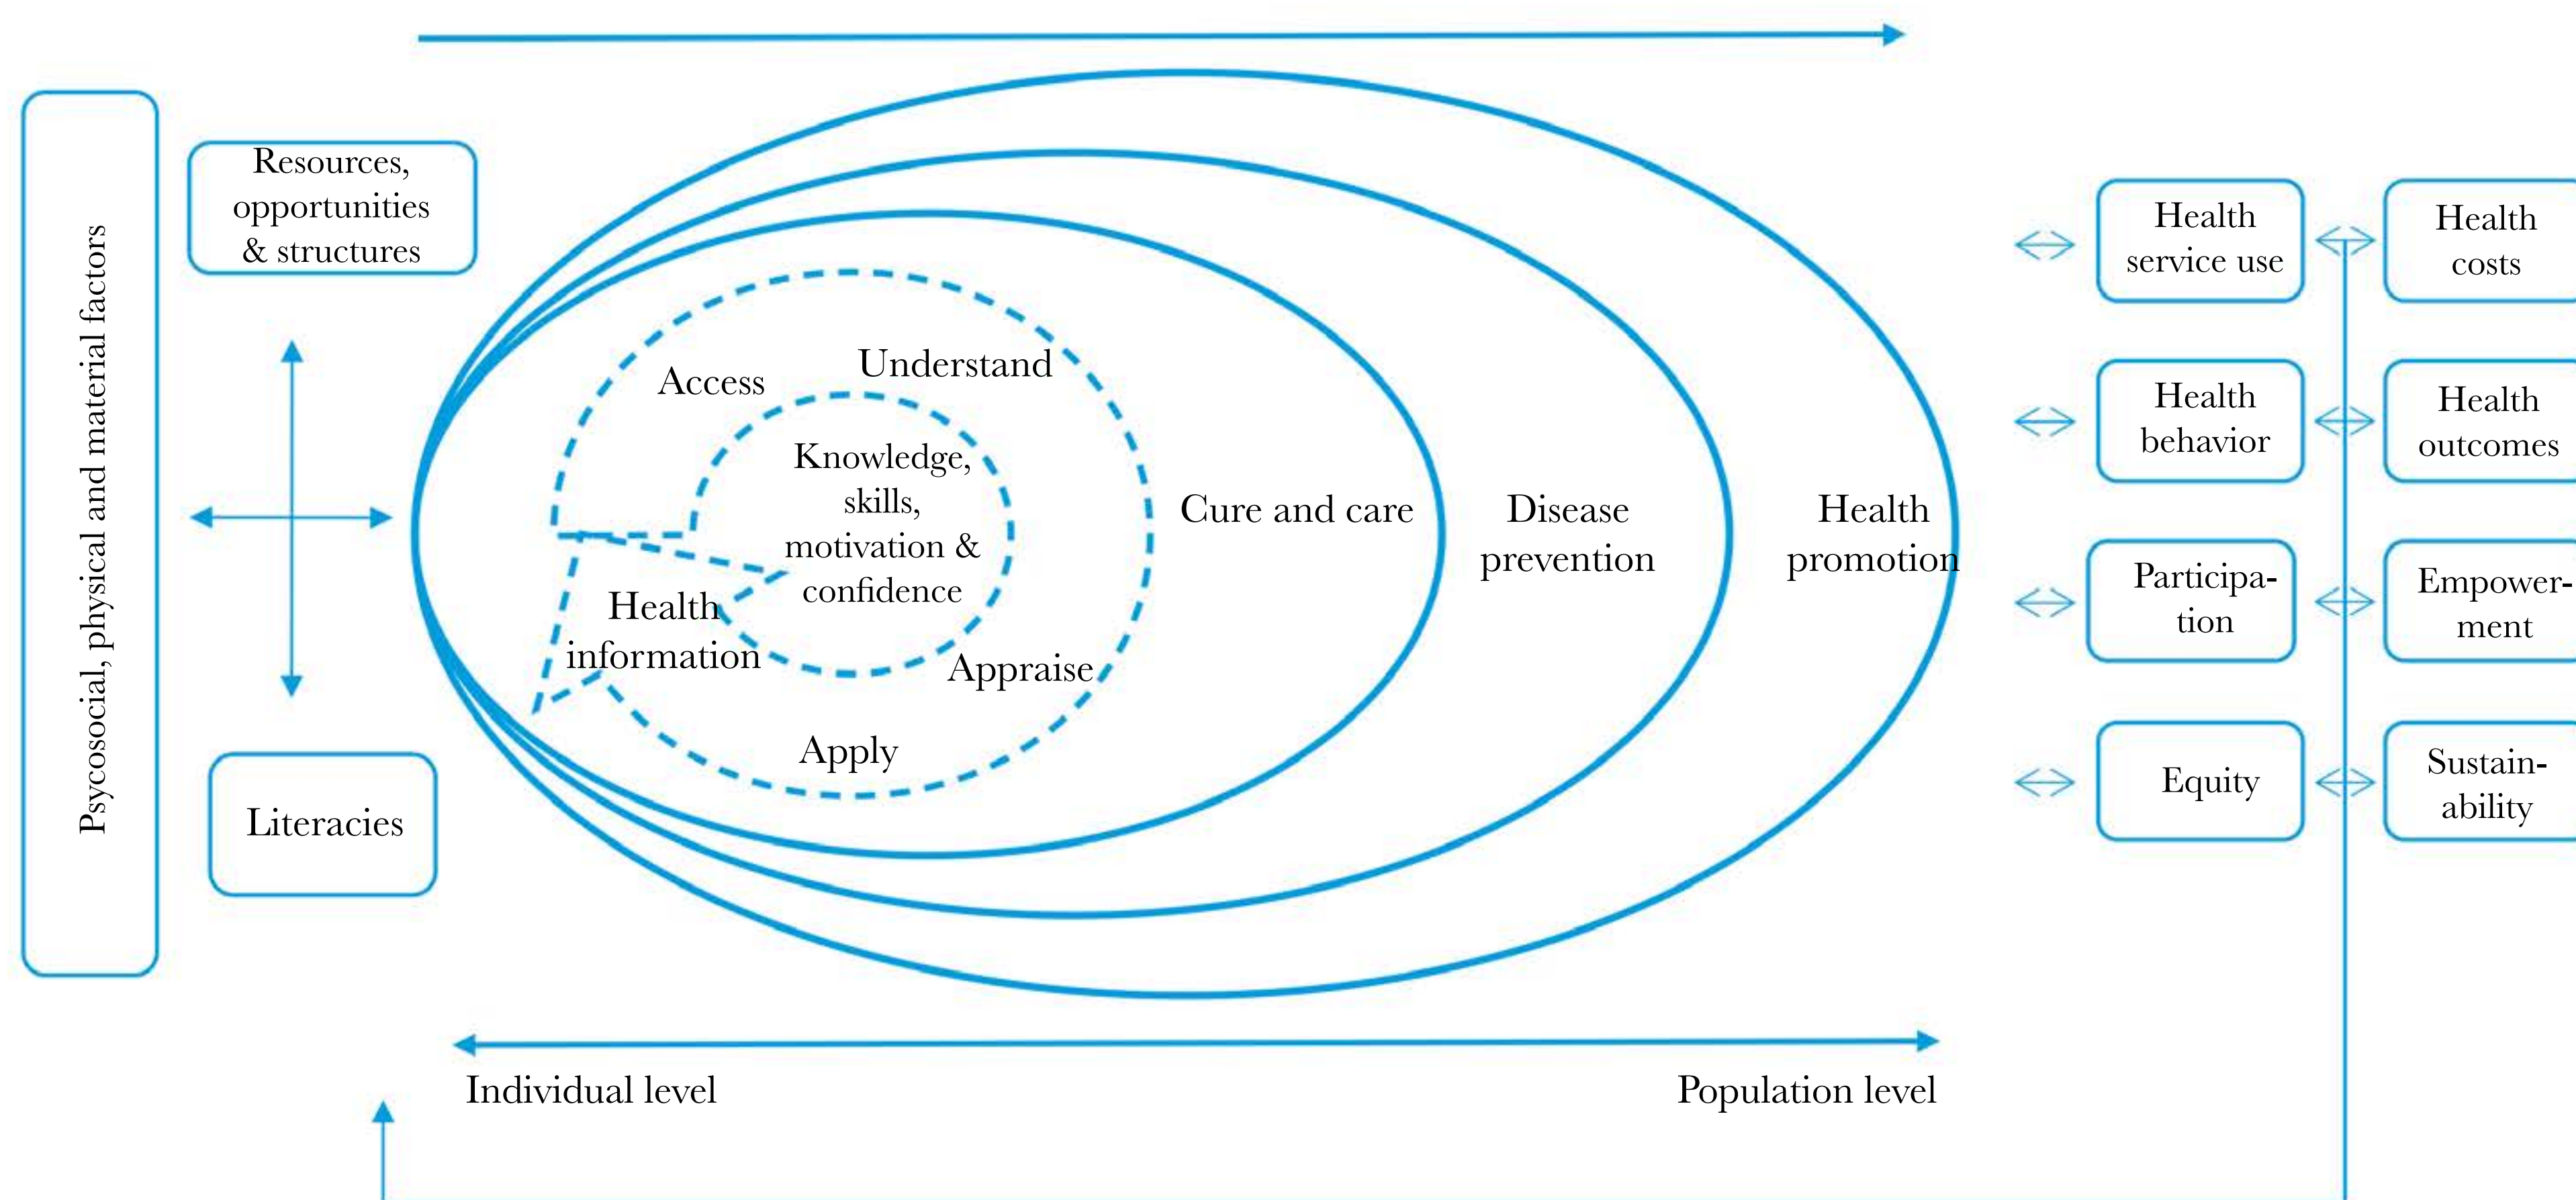 Psycosocial, physical and material factors
Resources,
opportunities
& structures
Literacies
Access
Understand
Knowledge,
skills,
motivation &
confidence
Health
information
Appraise
Apply
Cure and care
Disease
prevention
Health
promotion
Individual level
Population level
Health
service use
Health
costs
Health
behavior
Health
outcomes
Participa-
tion
Empower-
ment
Equity
Sustain-
ability